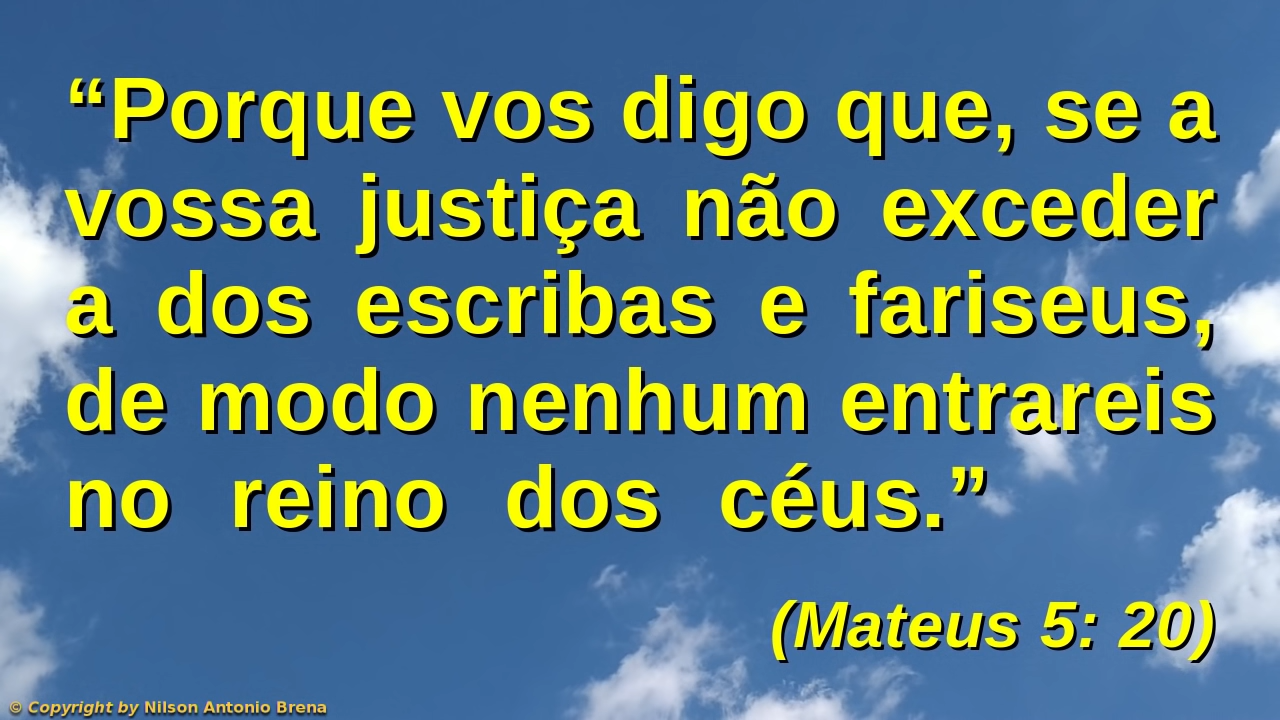 “Porque vos digo que, se a
vossa justiça não exceder
a dos escribas e fariseus,
de modo nenhum entrareis
no reino dos céus.”
(Mateus 5: 20)
© Copyright by Nilson Antonio Brena